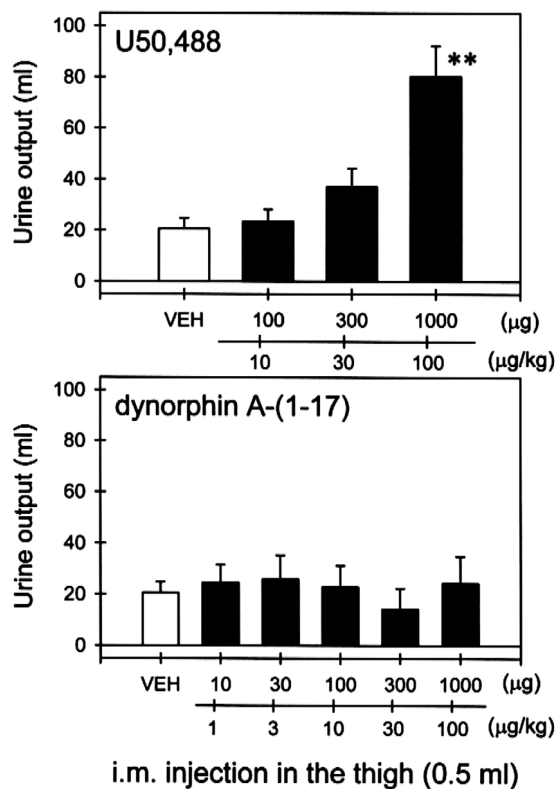 U50,488
Urine output (ml)
100
80
60
40
20
0
**
VEH 100 300 1000 (μg)
10 30 100 (μg/kg)
dynorphin A-(1-17)
Urine output (ml)
100
80
60
40
20
0
VEH 10 30 100 300 1000 (μg)
1 3 10 30 100 (μg/kg)
i.m. injection in the thigh (0.5 ml)